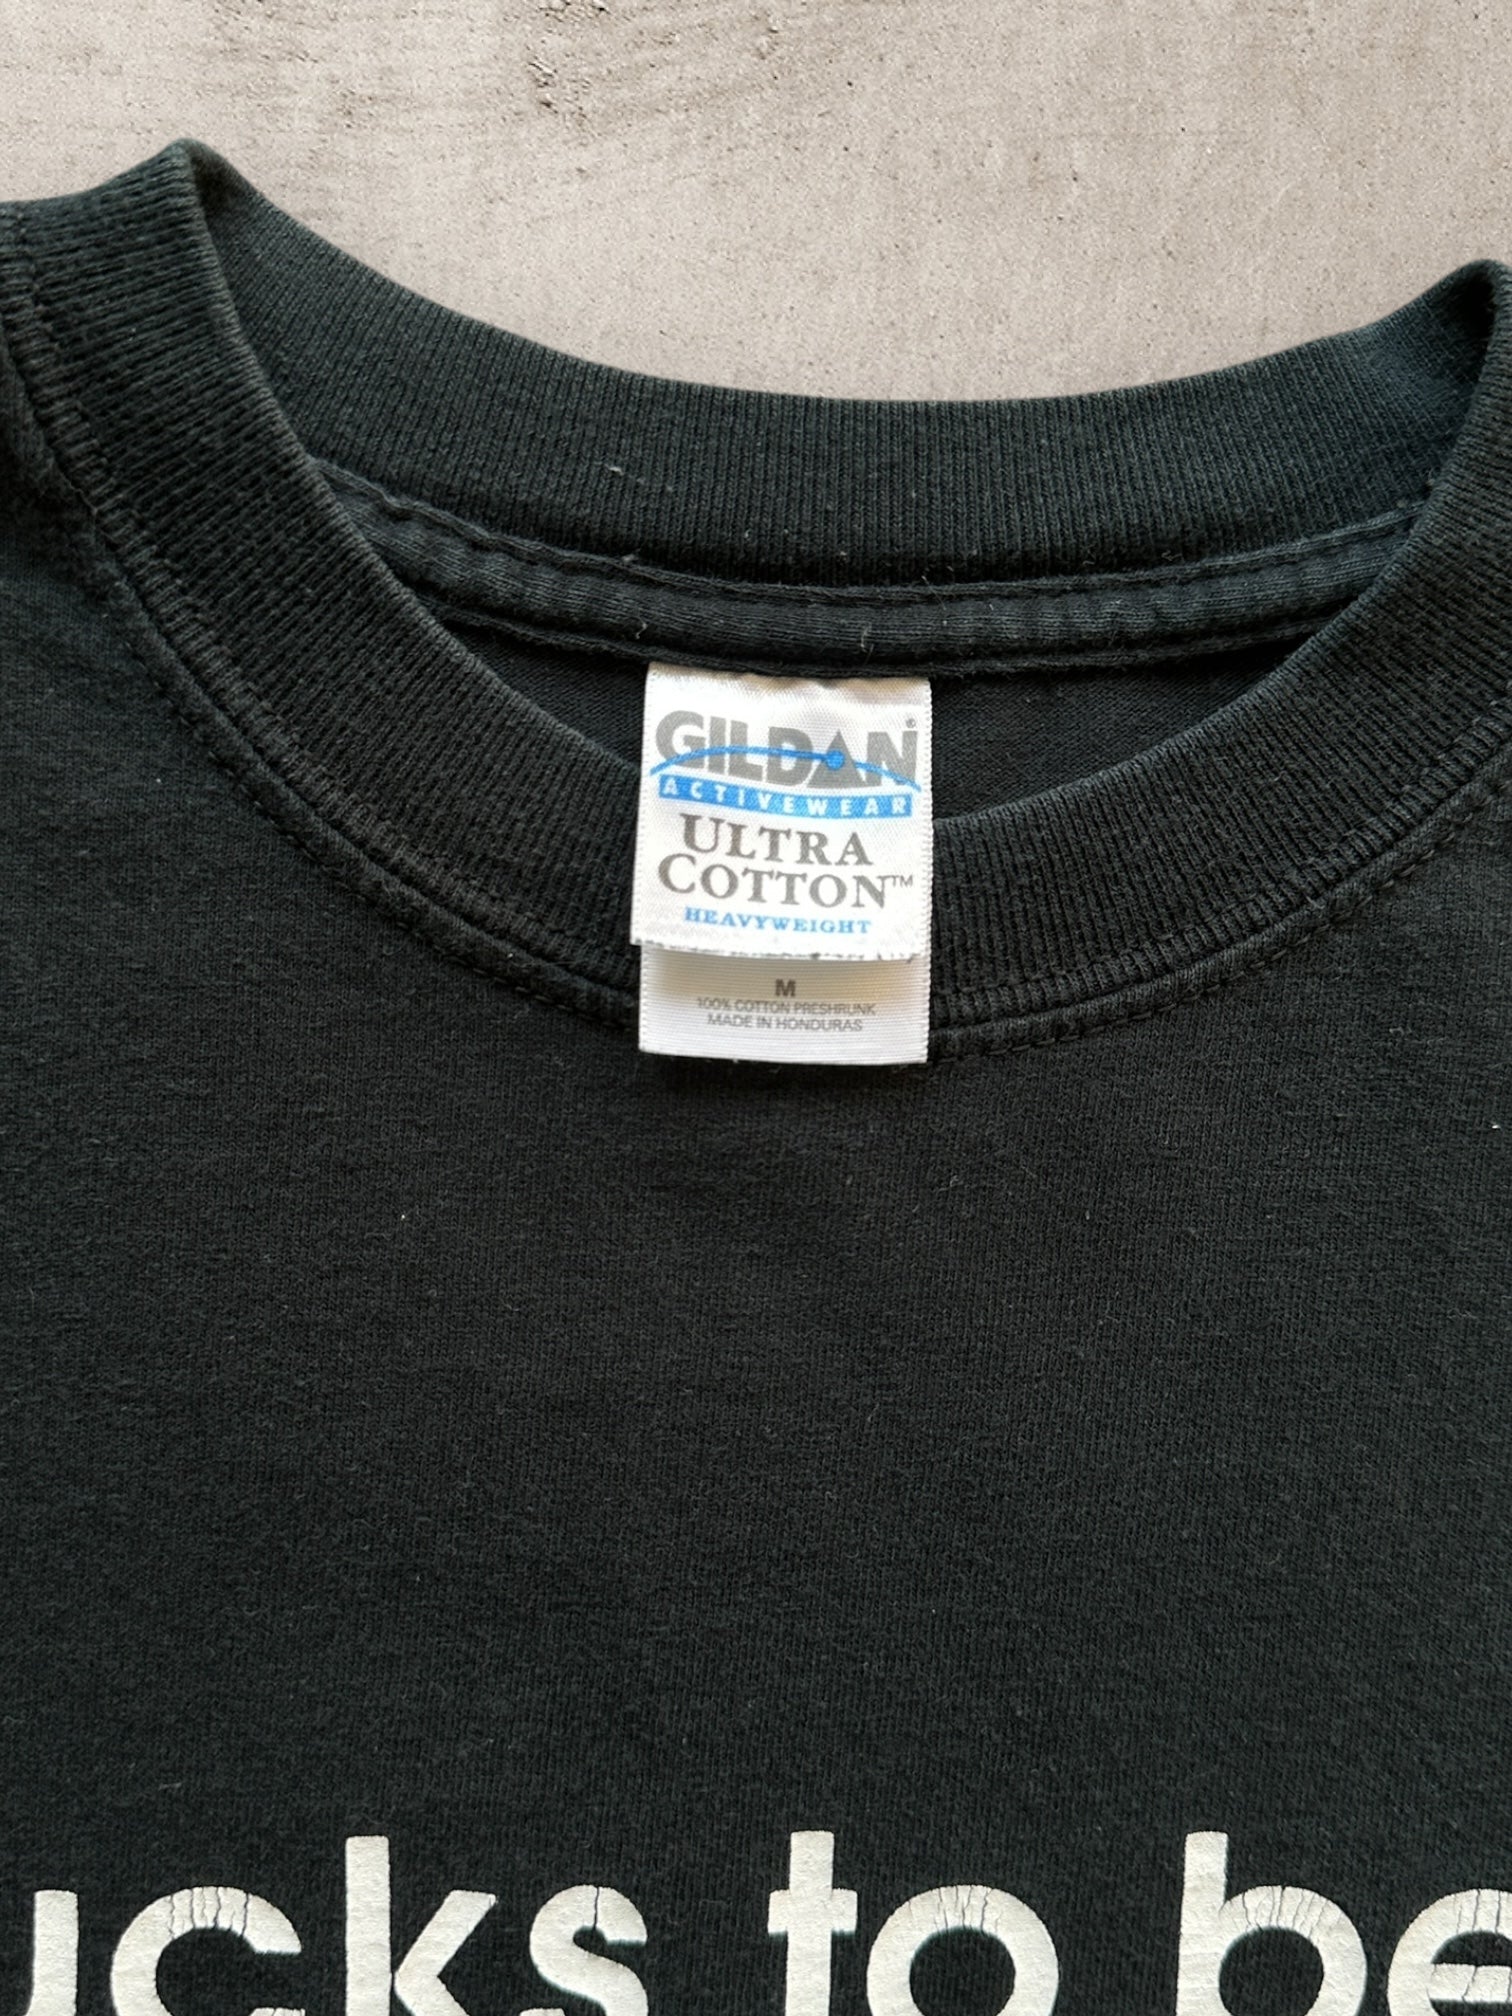 GILDAN®
ACTIVEWEAR
ULTRA
COTTON™
HEAVYWEIGHT
M
100% COTTON PRESHRUNK
MADE IN HONDURAS
ucks to be